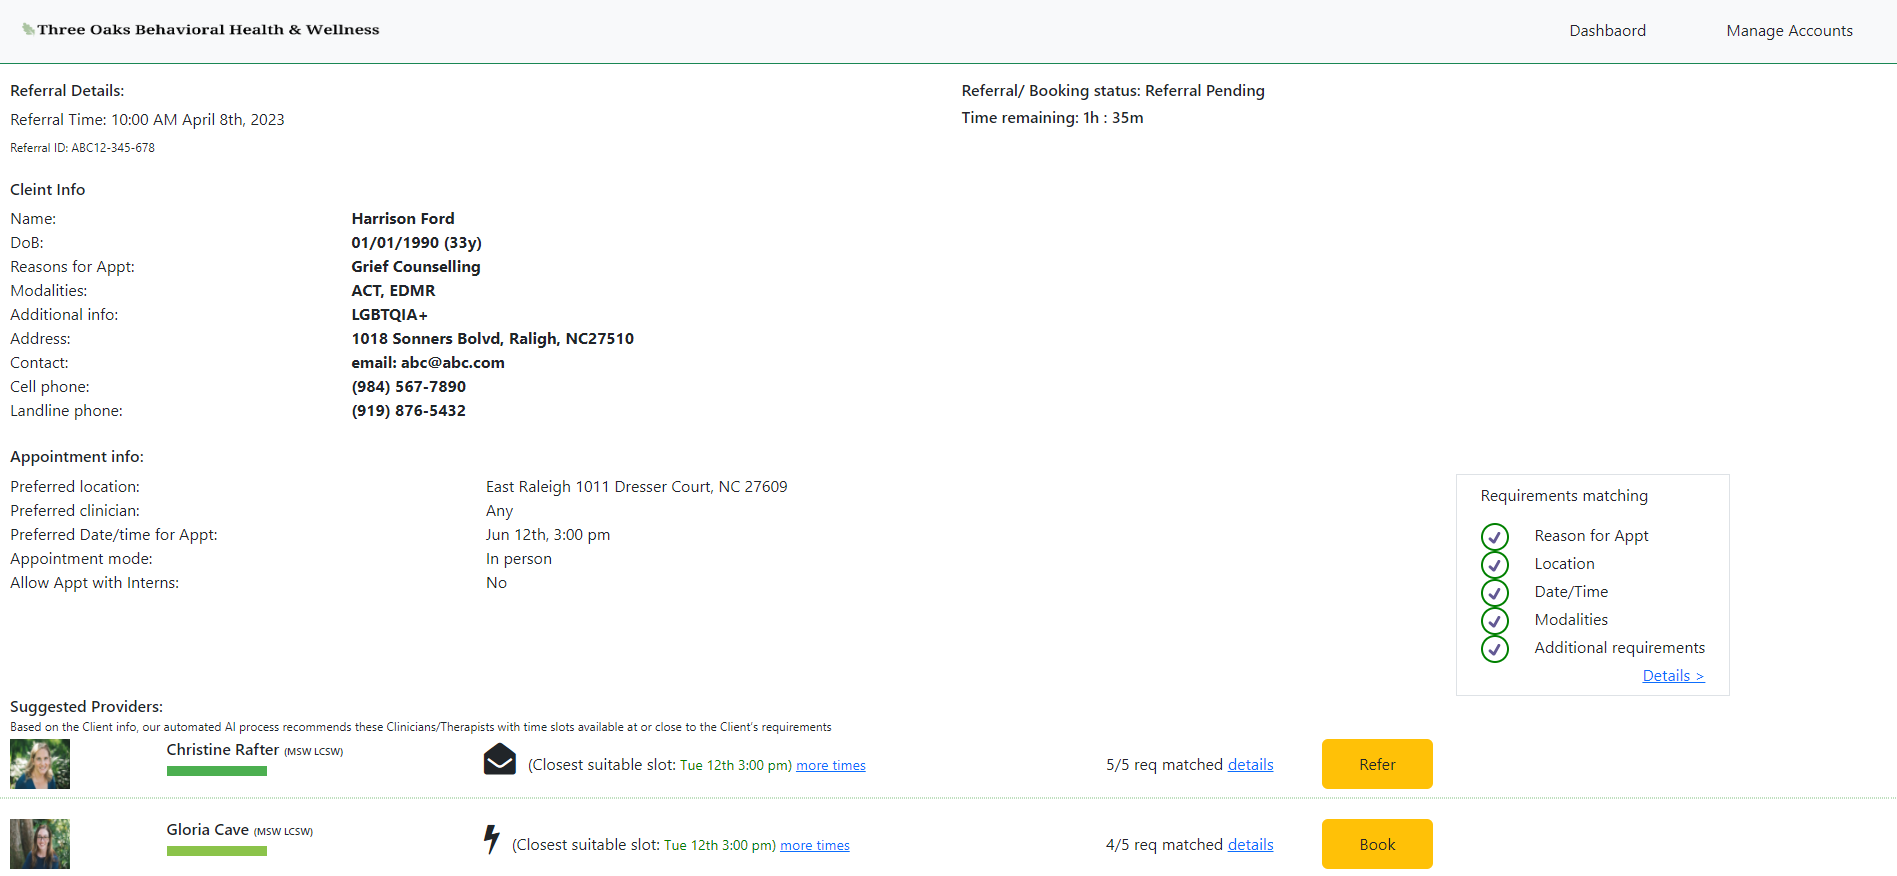 Three Oaks Behavioral Health & Wellness
Dashbaord
Manage Accounts
Referral Details:
Referral/ Booking status: Referral Pending
Referral Time: 10:00 AM April 8th, 2023
Time remaining: 1h : 35m
Referral ID: ABC12-345-678
Cleint Info
Name: Harrison Ford
DoB: 01/01/1990 (33y)
Reasons for Appt: Grief Counselling
Modalities: ACT, EDMR
Additional info: LGBTQIA+
Address: 1018 Sonners Bolvd, Raligh, NC27510
Contact: email: abc@abc.com
Cell phone: (984) 567-7890
Landline phone: (919) 876-5432
Appointment info:
Preferred location: East Raleigh 1011 Dresser Court, NC 27609
Preferred clinician: Any
Preferred Date/time for Appt: Jun 12th, 3:00 pm
Appointment mode: In person
Allow Appt with Interns: No
Requirements matching
Reason for Appt
Location
Date/Time
Modalities
Additional requirements
Details >
Suggested Providers:
Based on the Client info, our automated AI process recommends these Clinicians/Therapists with time slots available at or close to the Client's requirements
Christine Rafter (MSW LCSW)
(Closest suitable slot: Tue 12th 3:00 pm) more times
5/5 req matched details
Refer
Gloria Cave (MSW LCSW)
(Closest suitable slot: Tue 12th 3:00 pm) more times
4/5 req matched details
Book